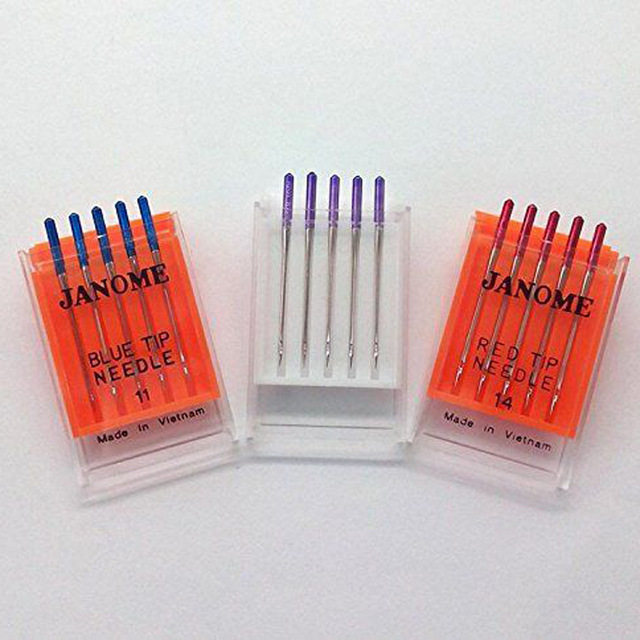 JANOME
BLUE TIP
NEEDLE
11
Made in Vietnam
JANOME
RED TIP
NEEDLE
14
Made in Vietnam